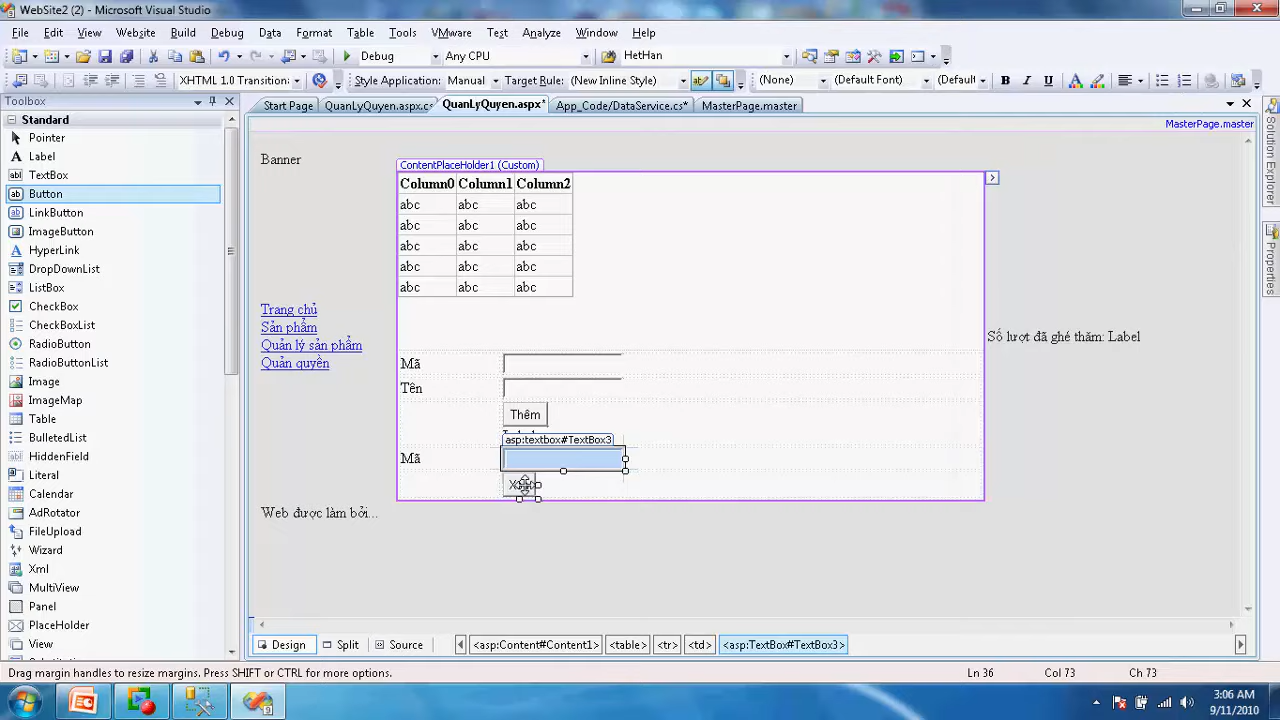 WebSite2 (2) - Microsoft Visual Studio
File Edit View Website Build Debug Data Format Table Tools VMware Test Analyze Window Help
Debug Any CPU HetHan
XHTML 1.0 Transition Style Application: Manual Target Rule: (New Inline Style) (None) (Default Font) (Default B I U A
Toolbox
Start Page QuanLyQuyen.aspx.c QuanLyQuyen.aspx* App_Code/DataService.cs* MasterPage.master
MasterPage.master
Standard
Pointer
Label
TextBox
Button
LinkButton
ImageButton
HyperLink
DropDownList
ListBox
CheckBox
CheckBoxList
RadioButton
RadioButtonList
Image
ImageMap
Table
BulletedList
HiddenField
Literal
Calendar
AdRotator
FileUpload
Wizard
Xml
MultiView
Panel
PlaceHolder
View
Banner
ContentPlaceHolder1 (Custom)
Column0 Column1 Column2
abc abc abc
abc abc abc
abc abc abc
abc abc abc
abc abc abc
Trang chủ
Sản phẩm
Quản lý sản phẩm
Quản quyền
Số lượt đã ghé thăm: Label
Mã
Tên
Thêm
asp:textbox#TextBox3
Mã
Web được làm bởi...
Solution Explorer
Properties
Design Split Source <asp:Content#Content1> <table> <tr> <td> <asp:TextBox#TextBox3>
Drag margin handles to resize margins. Press SHIFT or CTRL for more options. Ln 36 Col 73 Ch 73
3:06 AM
9/11/2010